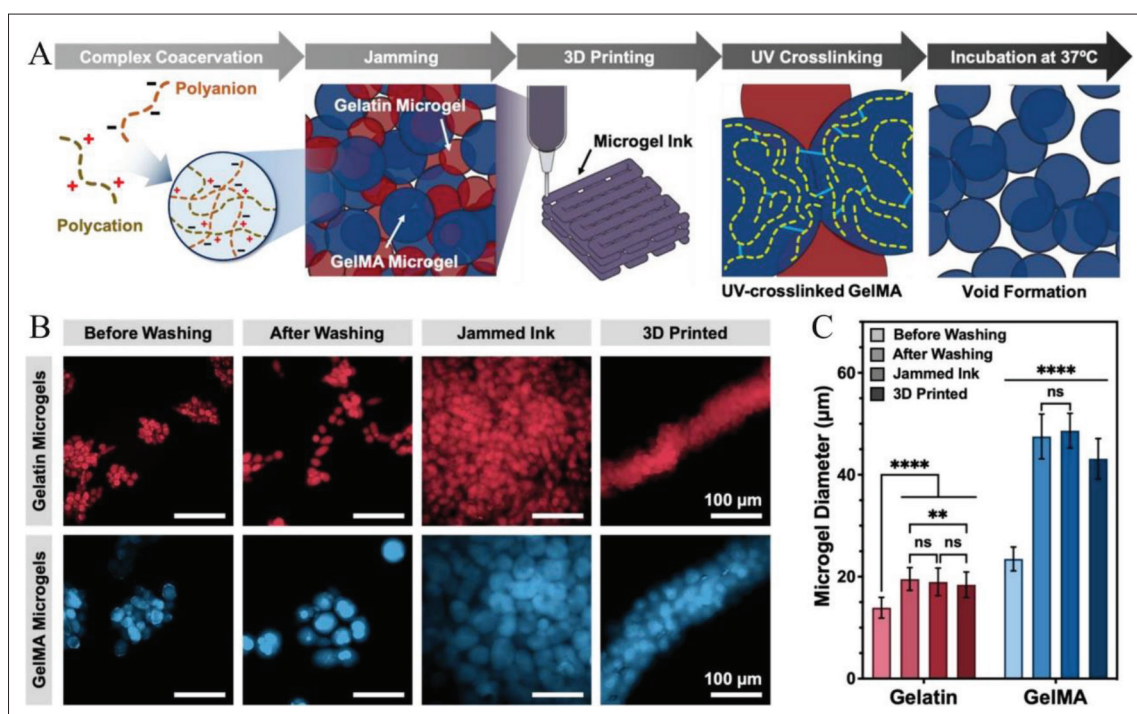 A
Complex Coacervation
Jamming
3D Printing
UV Crosslinking
Incubation at 37ºC
Polyanion
Polycation
Gelatin Microgel
GelMA Microgel
Microgel Ink
UV-crosslinked GelMA
Void Formation
B
Before Washing
After Washing
Jammed Ink
3D Printed
Gelatin Microgels
100 µm
GelMA Microgels
100 µm
C
Before Washing
After Washing
Jammed Ink
3D Printed
Microgel Diameter (µm)
60
40
20
0
****
**
ns
ns
****
ns
Gelatin
GelMA